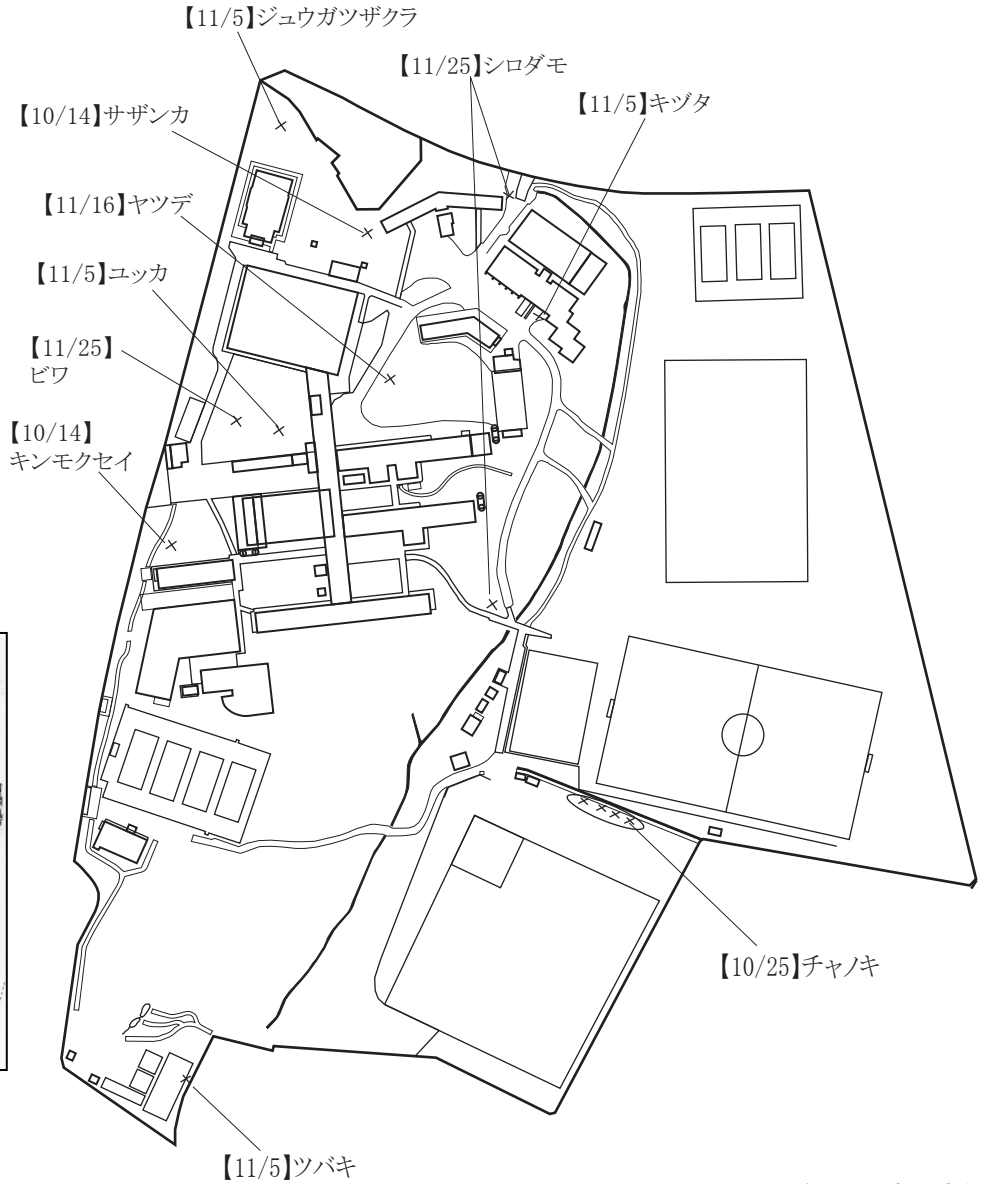 【11/5】ジュウガツザクラ
【11/25】シロダモ
【11/5】キヅタ
【10/14】サザンカ
【11/16】ヤツデ
【11/5】ユッカ
【11/25】
ビワ
【10/14】
キンモクセイ
【10/25】チャノキ
【11/5】ツバキ